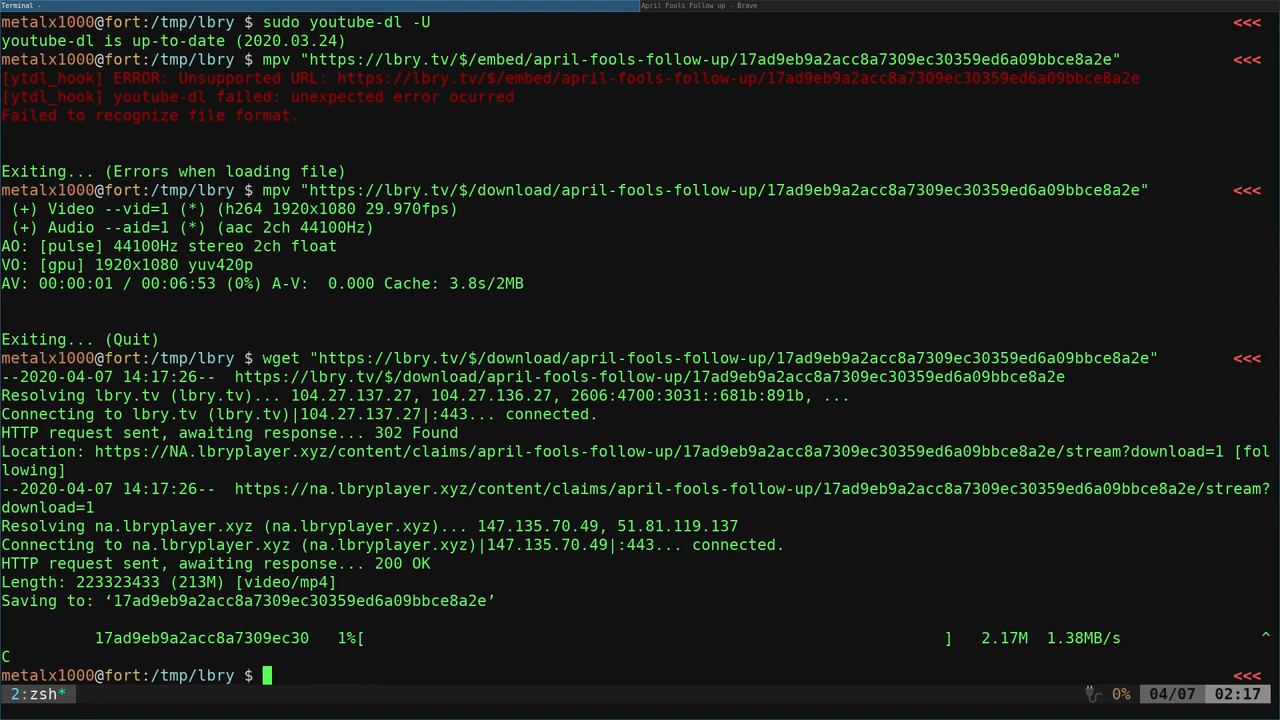 Terminal - April Fools Follow up - Brave
metalx1000@fort:/tmp/lbry $ sudo youtube-dl -U <<<
youtube-dl is up-to-date (2020.03.24)
metalx1000@fort:/tmp/lbry $ mpv "https://lbry.tv/$/embed/april-fools-follow-up/17ad9eb9a2acc8a7309ec30359ed6a09bbce8a2e" <<<
[ytdl_hook] ERROR: Unsupported URL: https://lbry.tv/$/embed/april-fools-follow-up/17ad9eb9a2acc8a7309ec30359ed6a09bbce8a2e
[ytdl_hook] youtube-dl failed: unexpected error ocurred
Failed to recognize file format.
Exiting... (Errors when loading file)
metalx1000@fort:/tmp/lbry $ mpv "https://lbry.tv/$/download/april-fools-follow-up/17ad9eb9a2acc8a7309ec30359ed6a09bbce8a2e" <<<
(+) Video --vid=1 (*) (h264 1920x1080 29.970fps)
(+) Audio --aid=1 (*) (aac 2ch 44100Hz)
AO: [pulse] 44100Hz stereo 2ch float
VO: [gpu] 1920x1080 yuv420p
AV: 00:00:01 / 00:06:53 (0%) A-V:  0.000 Cache: 3.8s/2MB
Exiting... (Quit)
metalx1000@fort:/tmp/lbry $ wget "https://lbry.tv/$/download/april-fools-follow-up/17ad9eb9a2acc8a7309ec30359ed6a09bbce8a2e" <<<
--2020-04-07 14:17:26--  https://lbry.tv/$/download/april-fools-follow-up/17ad9eb9a2acc8a7309ec30359ed6a09bbce8a2e
Resolving lbry.tv (lbry.tv)... 104.27.137.27, 104.27.136.27, 2606:4700:3031::681b:891b, ...
Connecting to lbry.tv (lbry.tv)|104.27.137.27|:443... connected.
HTTP request sent, awaiting response... 302 Found
Location: https://NA.lbryplayer.xyz/content/claims/april-fools-follow-up/17ad9eb9a2acc8a7309ec30359ed6a09bbce8a2e/stream?download=1 [fol
lowing]
--2020-04-07 14:17:26--  https://na.lbryplayer.xyz/content/claims/april-fools-follow-up/17ad9eb9a2acc8a7309ec30359ed6a09bbce8a2e/stream?
download=1
Resolving na.lbryplayer.xyz (na.lbryplayer.xyz)... 147.135.70.49, 51.81.119.137
Connecting to na.lbryplayer.xyz (na.lbryplayer.xyz)|147.135.70.49|:443... connected.
HTTP request sent, awaiting response... 200 OK
Length: 223323433 (213M) [video/mp4]
Saving to: ‘17ad9eb9a2acc8a7309ec30359ed6a09bbce8a2e’
17ad9eb9a2acc8a7309ec30   1%[ ]   2.17M  1.38MB/s ^
C
metalx1000@fort:/tmp/lbry $ <<<
2:zsh* 0% 04/07 02:17